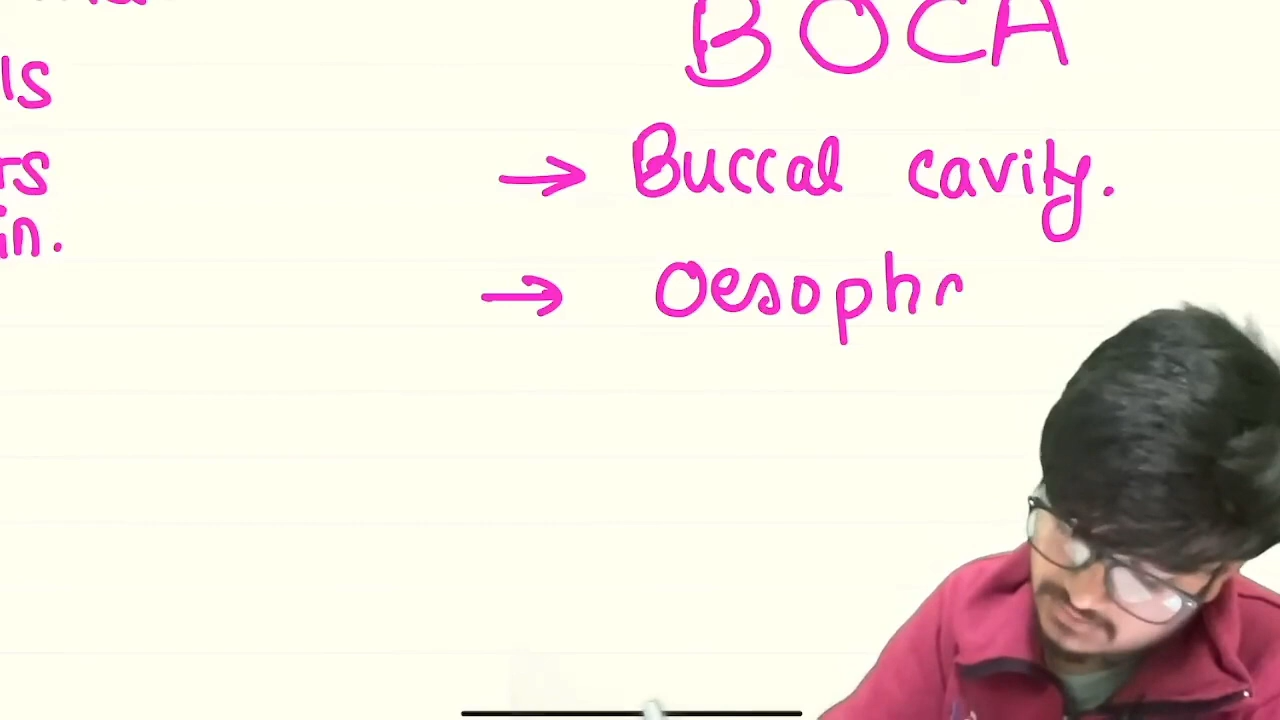 BOCA
ls
→ Buccal cavity.
rs
in.
→ Oesoph